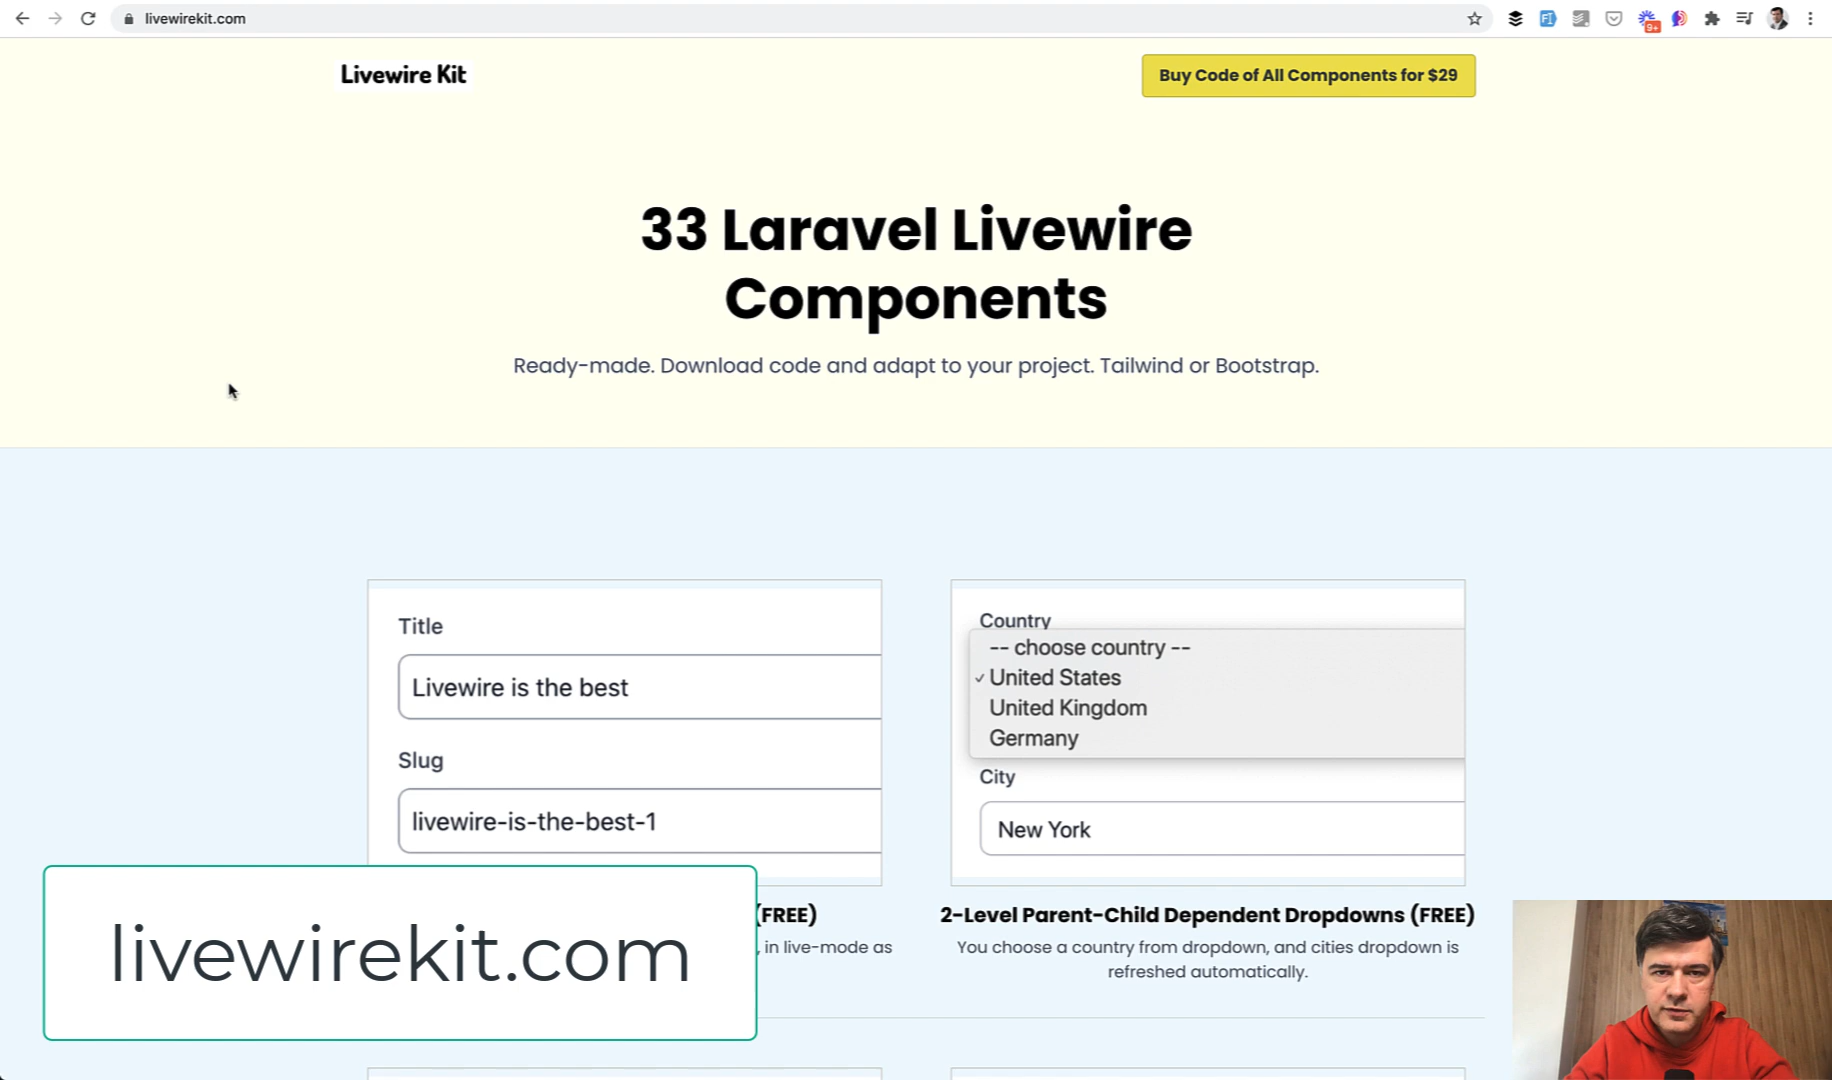 livewirekit.com
9+
Livewire Kit
Buy Code of All Components for $29
33 Laravel Livewire
Components
Ready-made. Download code and adapt to your project. Tailwind or Bootstrap.
Title
Livewire is the best
Slug
livewire-is-the-best-1
(FREE)
, in live-mode as
Country
-- choose country --
✓ United States
United Kingdom
Germany
City
New York
2-Level Parent-Child Dependent Dropdowns (FREE)
You choose a country from dropdown, and cities dropdown is
refreshed automatically.
livewirekit.com